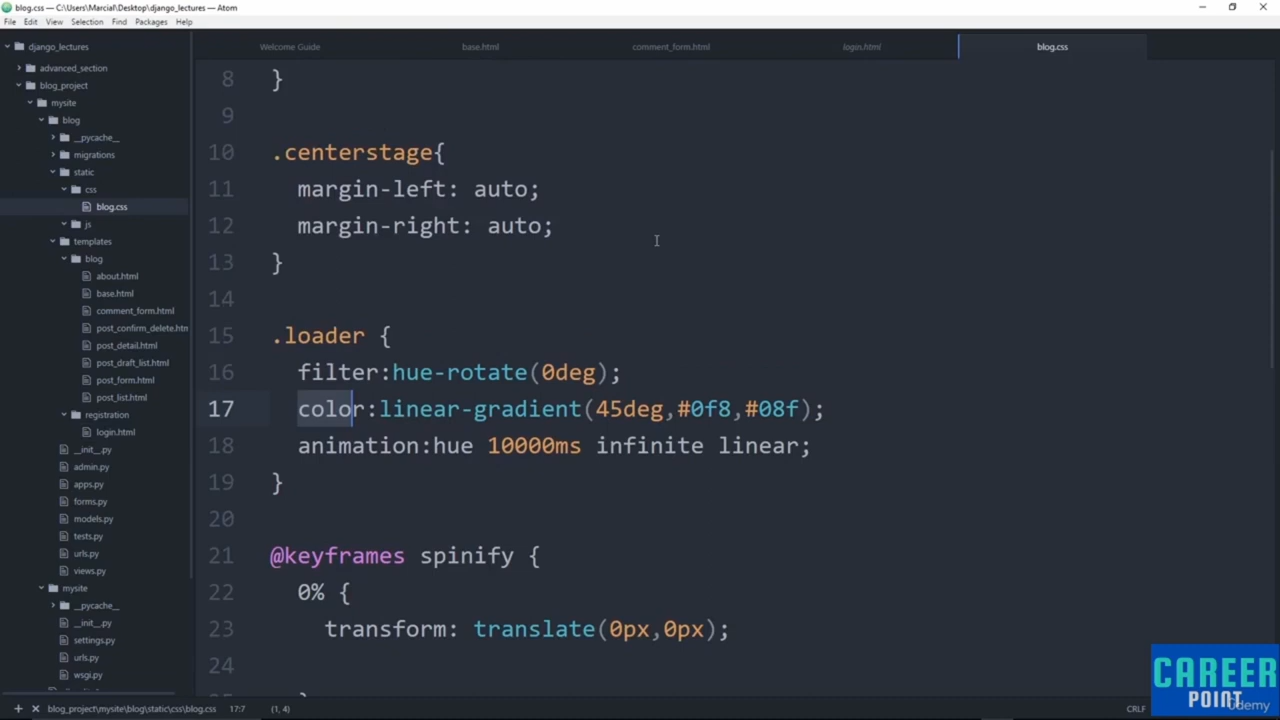 blog.css — C:\Users\Marcial\Desktop\django_lectures — Atom
File Edit View Selection Find Packages Help
django_lectures
advanced_section
blog_project
mysite
blog
__pycache__
migrations
static
css
blog.css
js
templates
blog
about.html
base.html
comment_form.html
post_confirm_delete.htm
post_detail.html
post_draft_list.html
post_form.html
post_list.html
registration
login.html
__init__.py
admin.py
apps.py
forms.py
models.py
tests.py
urls.py
views.py
mysite
__pycache__
__init__.py
settings.py
urls.py
wsgi.py
Welcome Guide base.html comment_form.html login.html blog.css
8 }
9
10 .centerstage{
11 margin-left: auto;
12 margin-right: auto;
13 }
14
15 .loader {
16 filter:hue-rotate(0deg);
17 color:linear-gradient(45deg,#0f8,#08f);
18 animation:hue 10000ms infinite linear;
19 }
20
21 @keyframes spinify {
22 0% {
23 transform: translate(0px,0px);
24
blog_project\mysite\blog\static\css\blog.css 17:7 (1, 4) CRLF
CAREER
POINT
Udemy